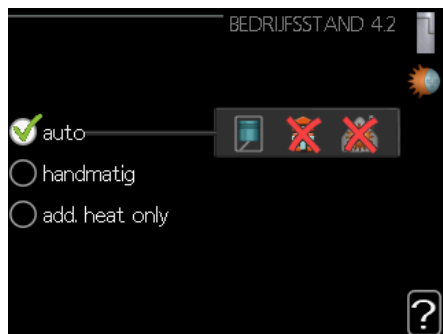 BEDRIJFSSTAND 4.2
auto
handmatig
add. heat only
?